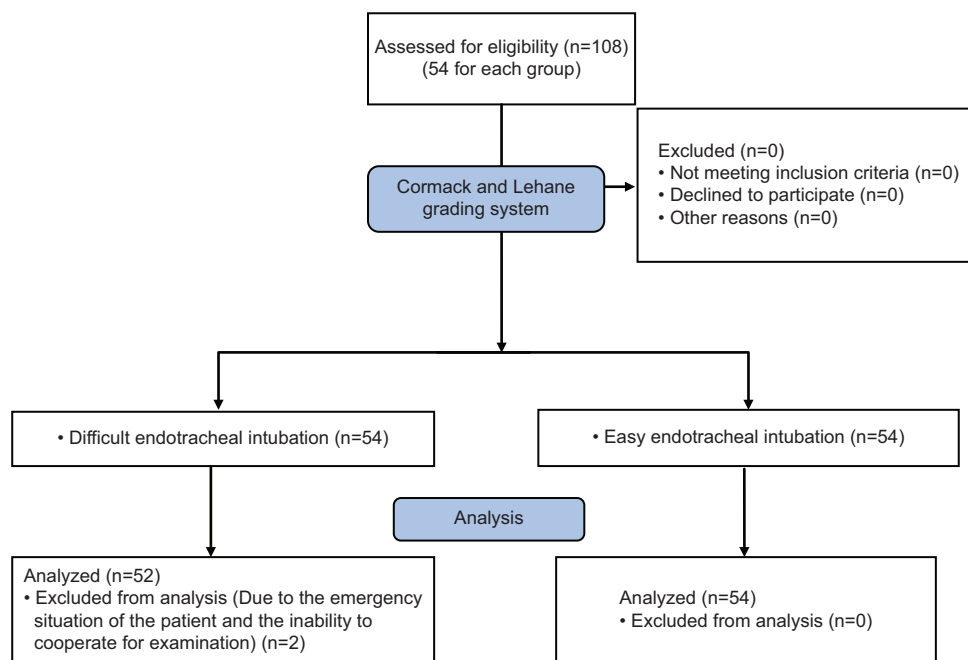 Assessed for eligibility (n=108)
(54 for each group)
Excluded (n=0)
• Not meeting inclusion criteria (n=0)
• Declined to participate (n=0)
• Other reasons (n=0)
Cormack and Lehane
grading system
• Difficult endotracheal intubation (n=54)
• Easy endotracheal intubation (n=54)
Analysis
Analyzed (n=52)
• Excluded from analysis (Due to the emergency
situation of the patient and the inability to
cooperate for examination) (n=2)
Analyzed (n=54)
• Excluded from analysis (n=0)